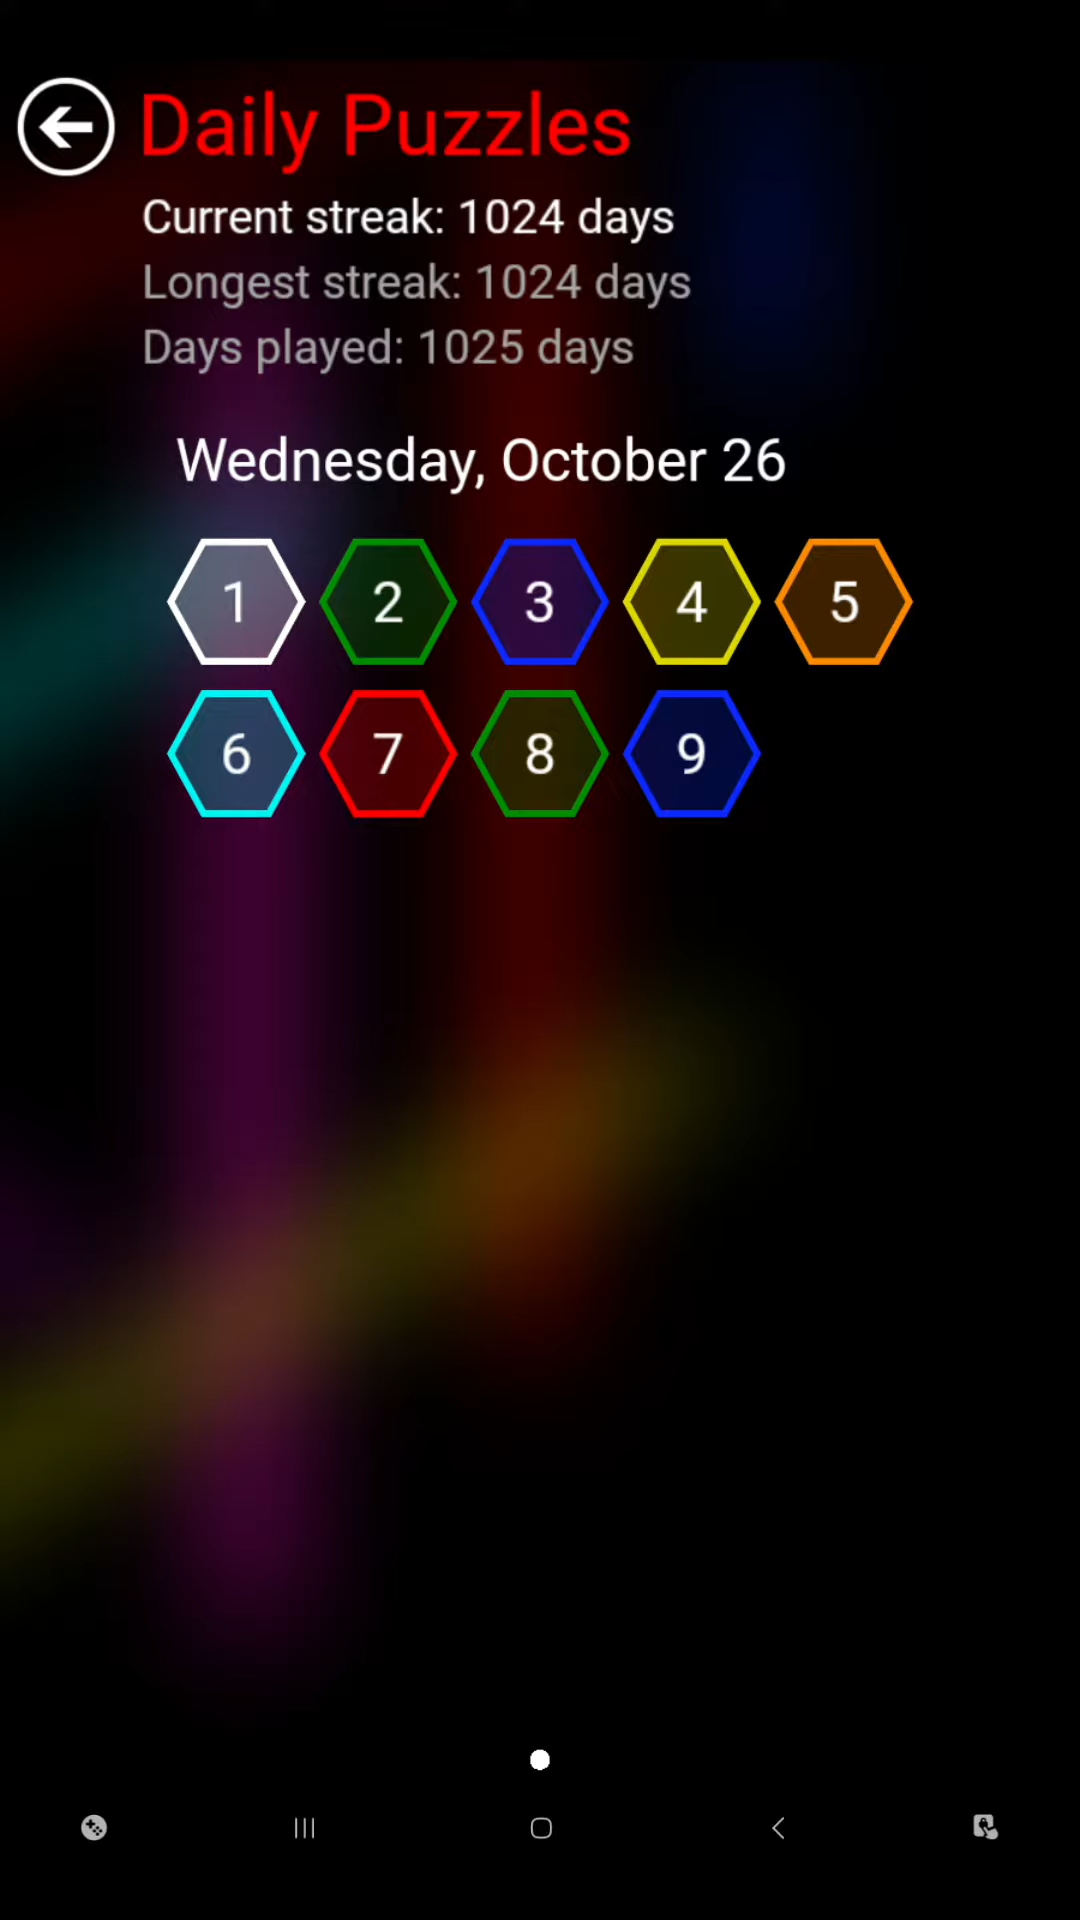 Daily Puzzles
Current streak: 1024 days
Longest streak: 1024 days
Days played: 1025 days
Wednesday, October 26
1 2 3 4 5
6 7 8 9